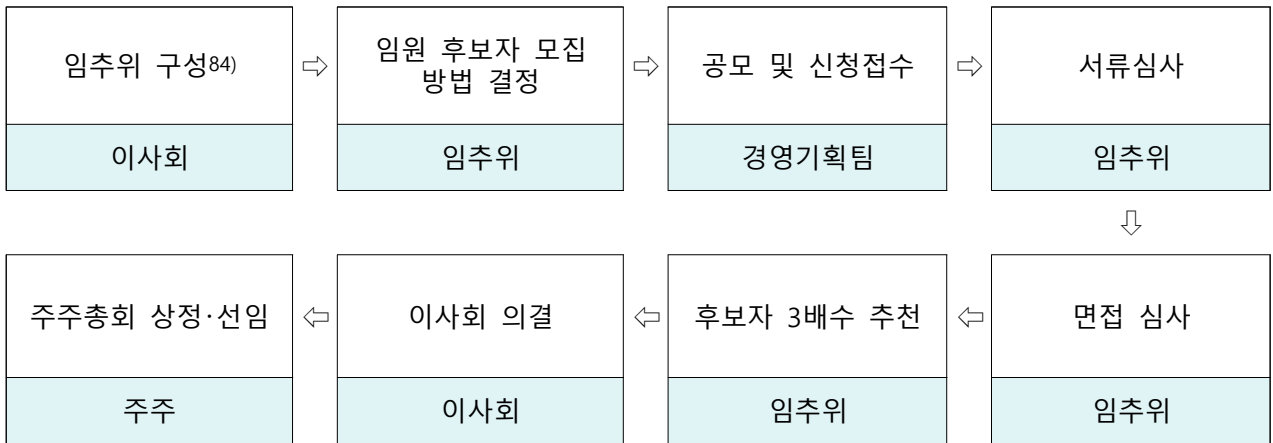 임추위 구성84)
이사회
⇨
임원 후보자 모집
방법 결정
임추위
⇨
공모 및 신청접수
경영기획팀
⇨
서류심사
임추위
⇩
면접 심사
임추위
⇦
후보자 3배수 추천
임추위
⇦
이사회 의결
이사회
⇦
주주총회 상정·선임
주주